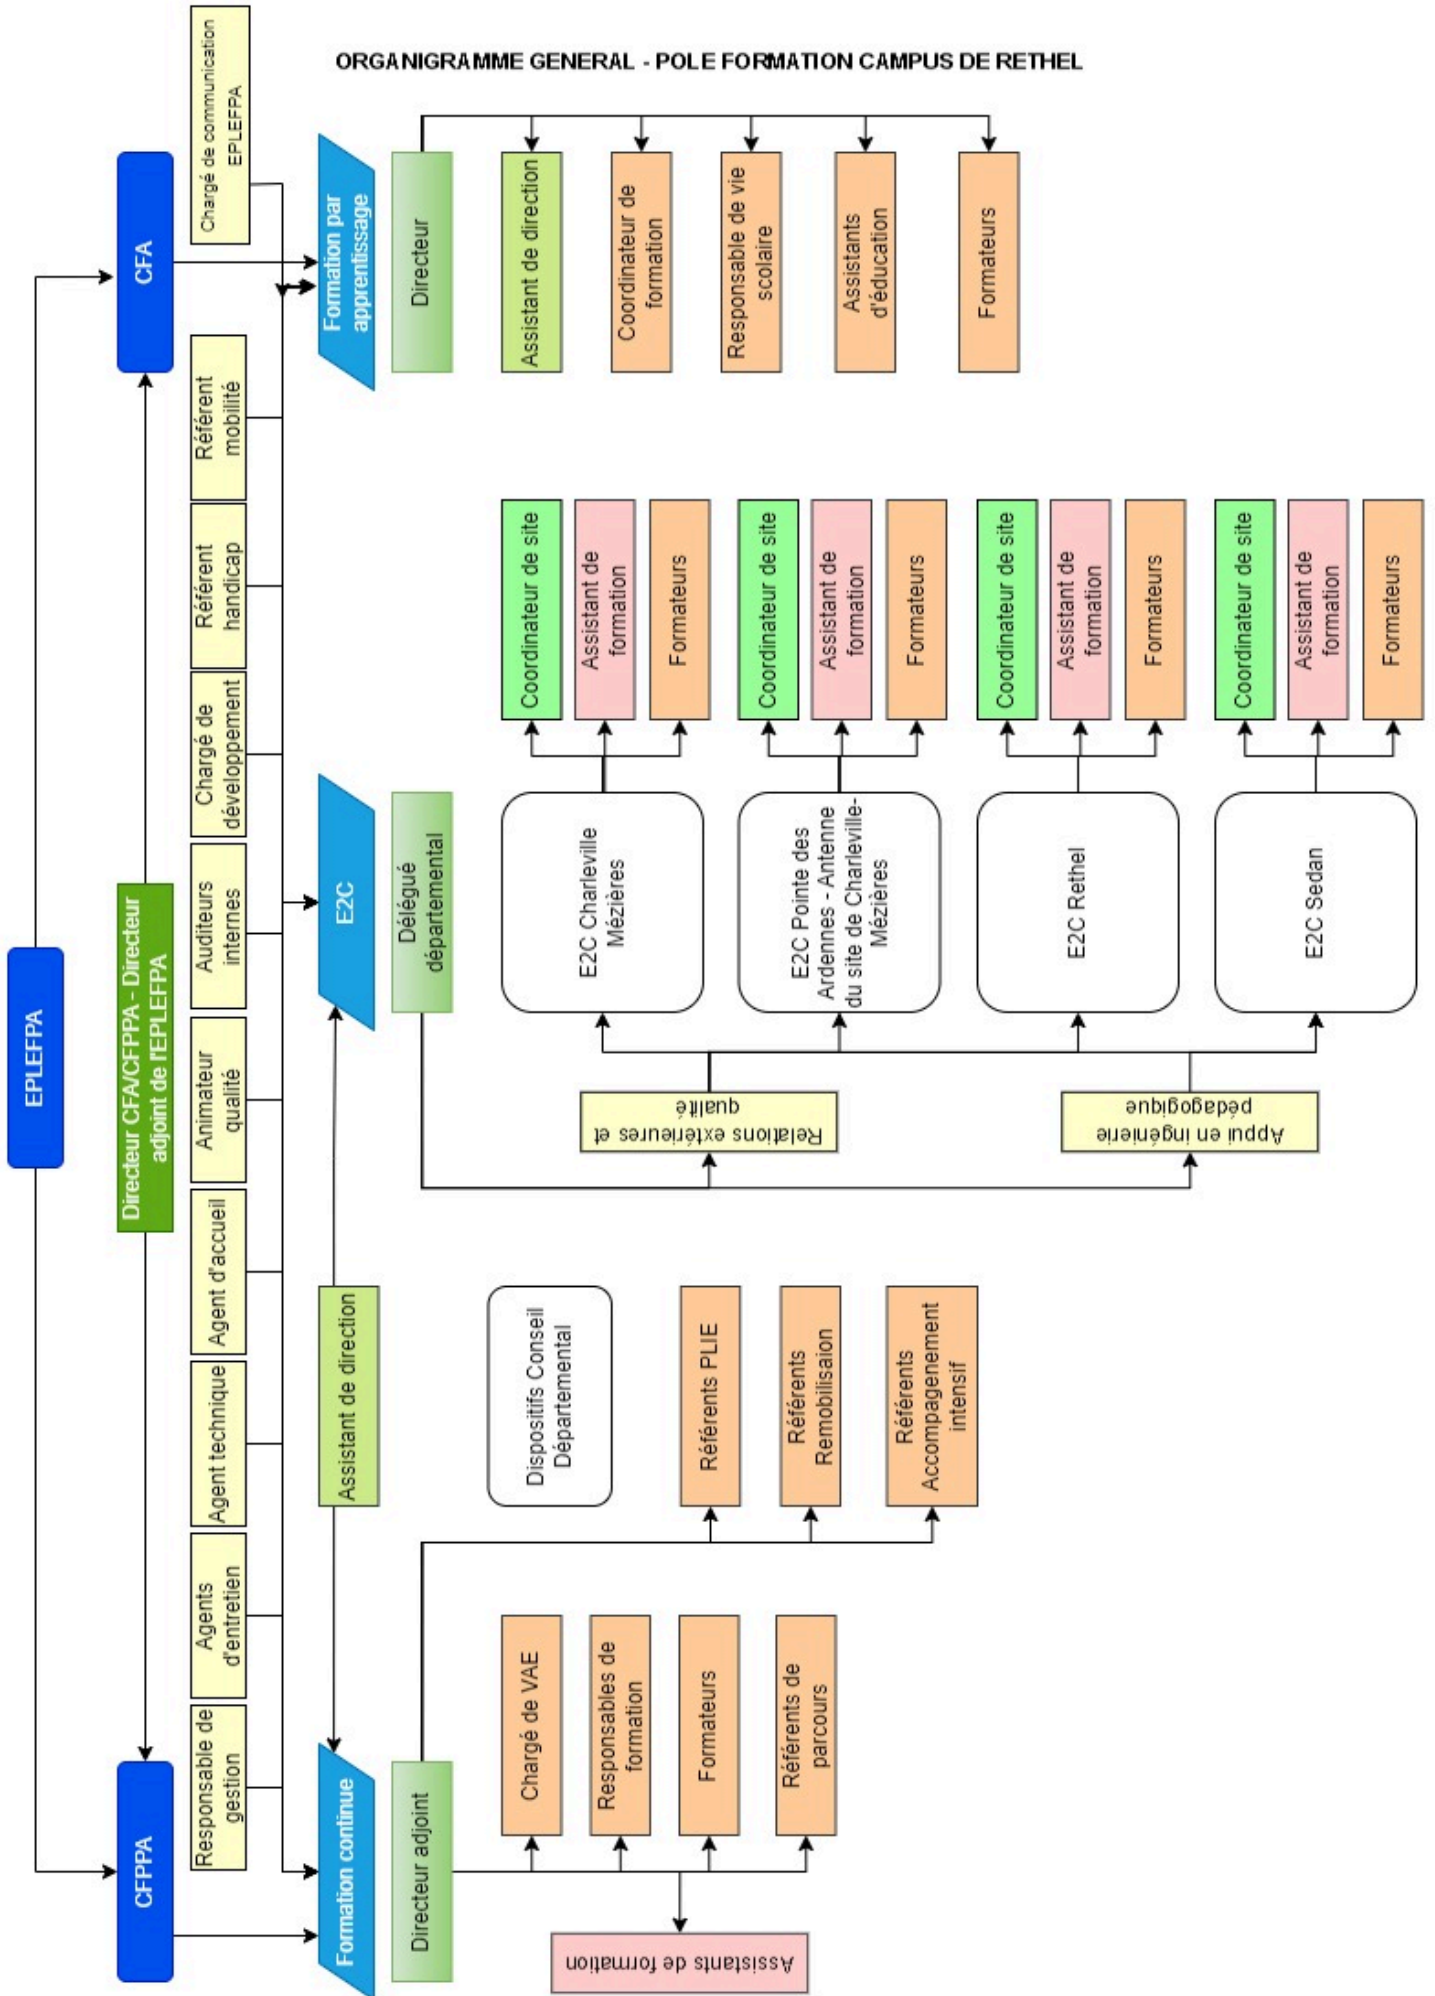 ORGANIGRAMME GENERAL - POLE FORMATION CAMPUS DE RETHEL
EPLEFPA
CFPPA
Directeur CFA/CFPPA - Directeur
adjoint de l'EPLEFPA
CFA
Responsable de
gestion
Agents
d'entretien
Agent technique
Agent d'accueil
Animateur
qualité
Auditeurs
internes
Chargé de
développement
Référent
handicap
Référent
mobilité
Chargé de communication
EPLEFPA
Formation continue
Assistant de direction
E2C
Formation par
apprentissage
Directeur adjoint
Délégué
départemental
Directeur
Assistants de formation
Chargé de VAE
Responsables de
formation
Formateurs
Référents de
parcours
Dispositifs Conseil
Départemental
Référents PLIE
Référents
Remobilisaion
Référents
Accompagenement
intensif
Relations extérieures et
qualité
Appui en ingénierie
pédagogique
E2C Charleville
Mézières
Coordinateur de site
Assistant de
formation
Formateurs
E2C Pointe des
Ardennes - Antenne
du site de Charleville-
Mézières
Coordinateur de site
Assistant de
formation
Formateurs
E2C Rethel
Coordinateur de site
Assistant de
formation
Formateurs
E2C Sedan
Coordinateur de site
Assistant de
formation
Formateurs
Assistant de direction
Coordinateur de
formation
Responsable de vie
scolaire
Assistants
d'éducation
Formateurs